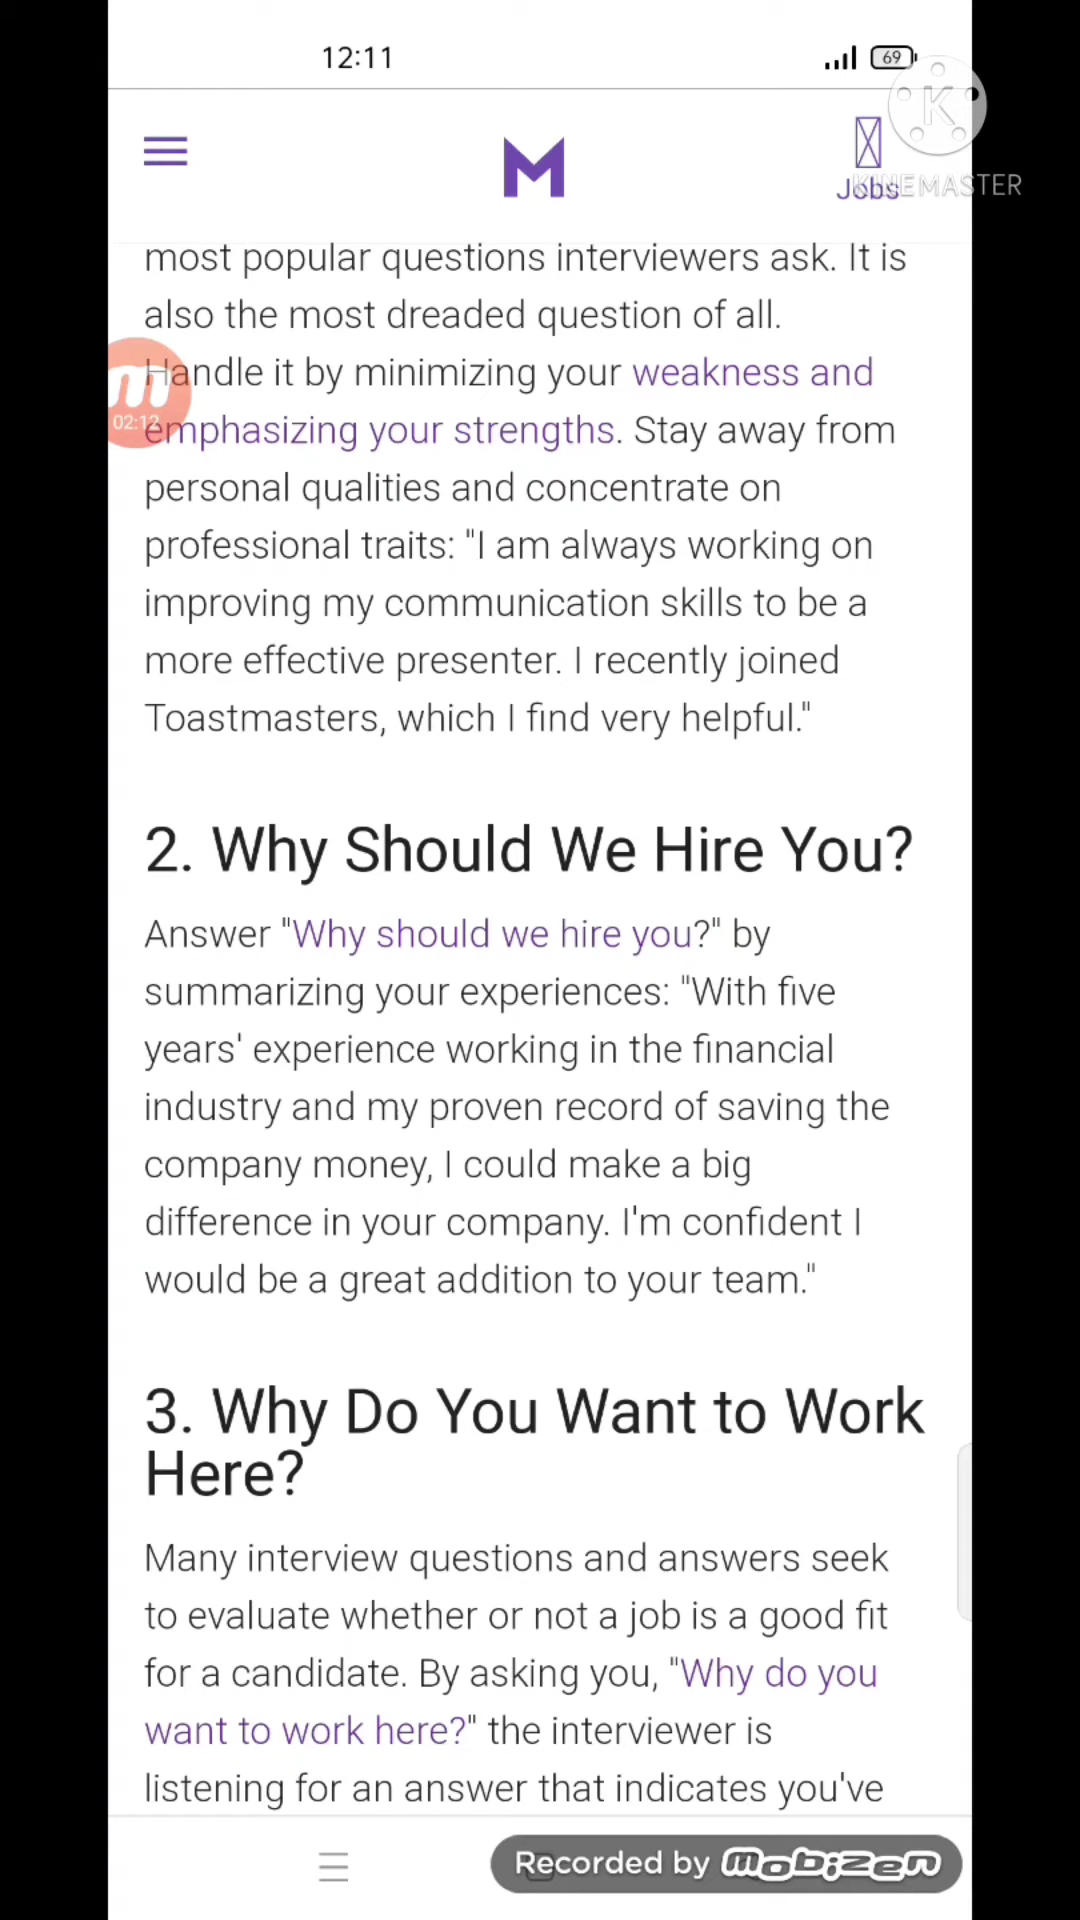 12:11
69
K
Jobs
KINEMASTER
most popular questions interviewers ask. It is
also the most dreaded question of all.
Handle it by minimizing your weakness and
02:12
emphasizing your strengths. Stay away from
personal qualities and concentrate on
professional traits: "I am always working on
improving my communication skills to be a
more effective presenter. I recently joined
Toastmasters, which I find very helpful."
2. Why Should We Hire You?
Answer "Why should we hire you?" by
summarizing your experiences: "With five
years' experience working in the financial
industry and my proven record of saving the
company money, I could make a big
difference in your company. I'm confident I
would be a great addition to your team."
3. Why Do You Want to Work
Here?
Many interview questions and answers seek
to evaluate whether or not a job is a good fit
for a candidate. By asking you, "Why do you
want to work here?" the interviewer is
listening for an answer that indicates you've
Recorded by mobizen